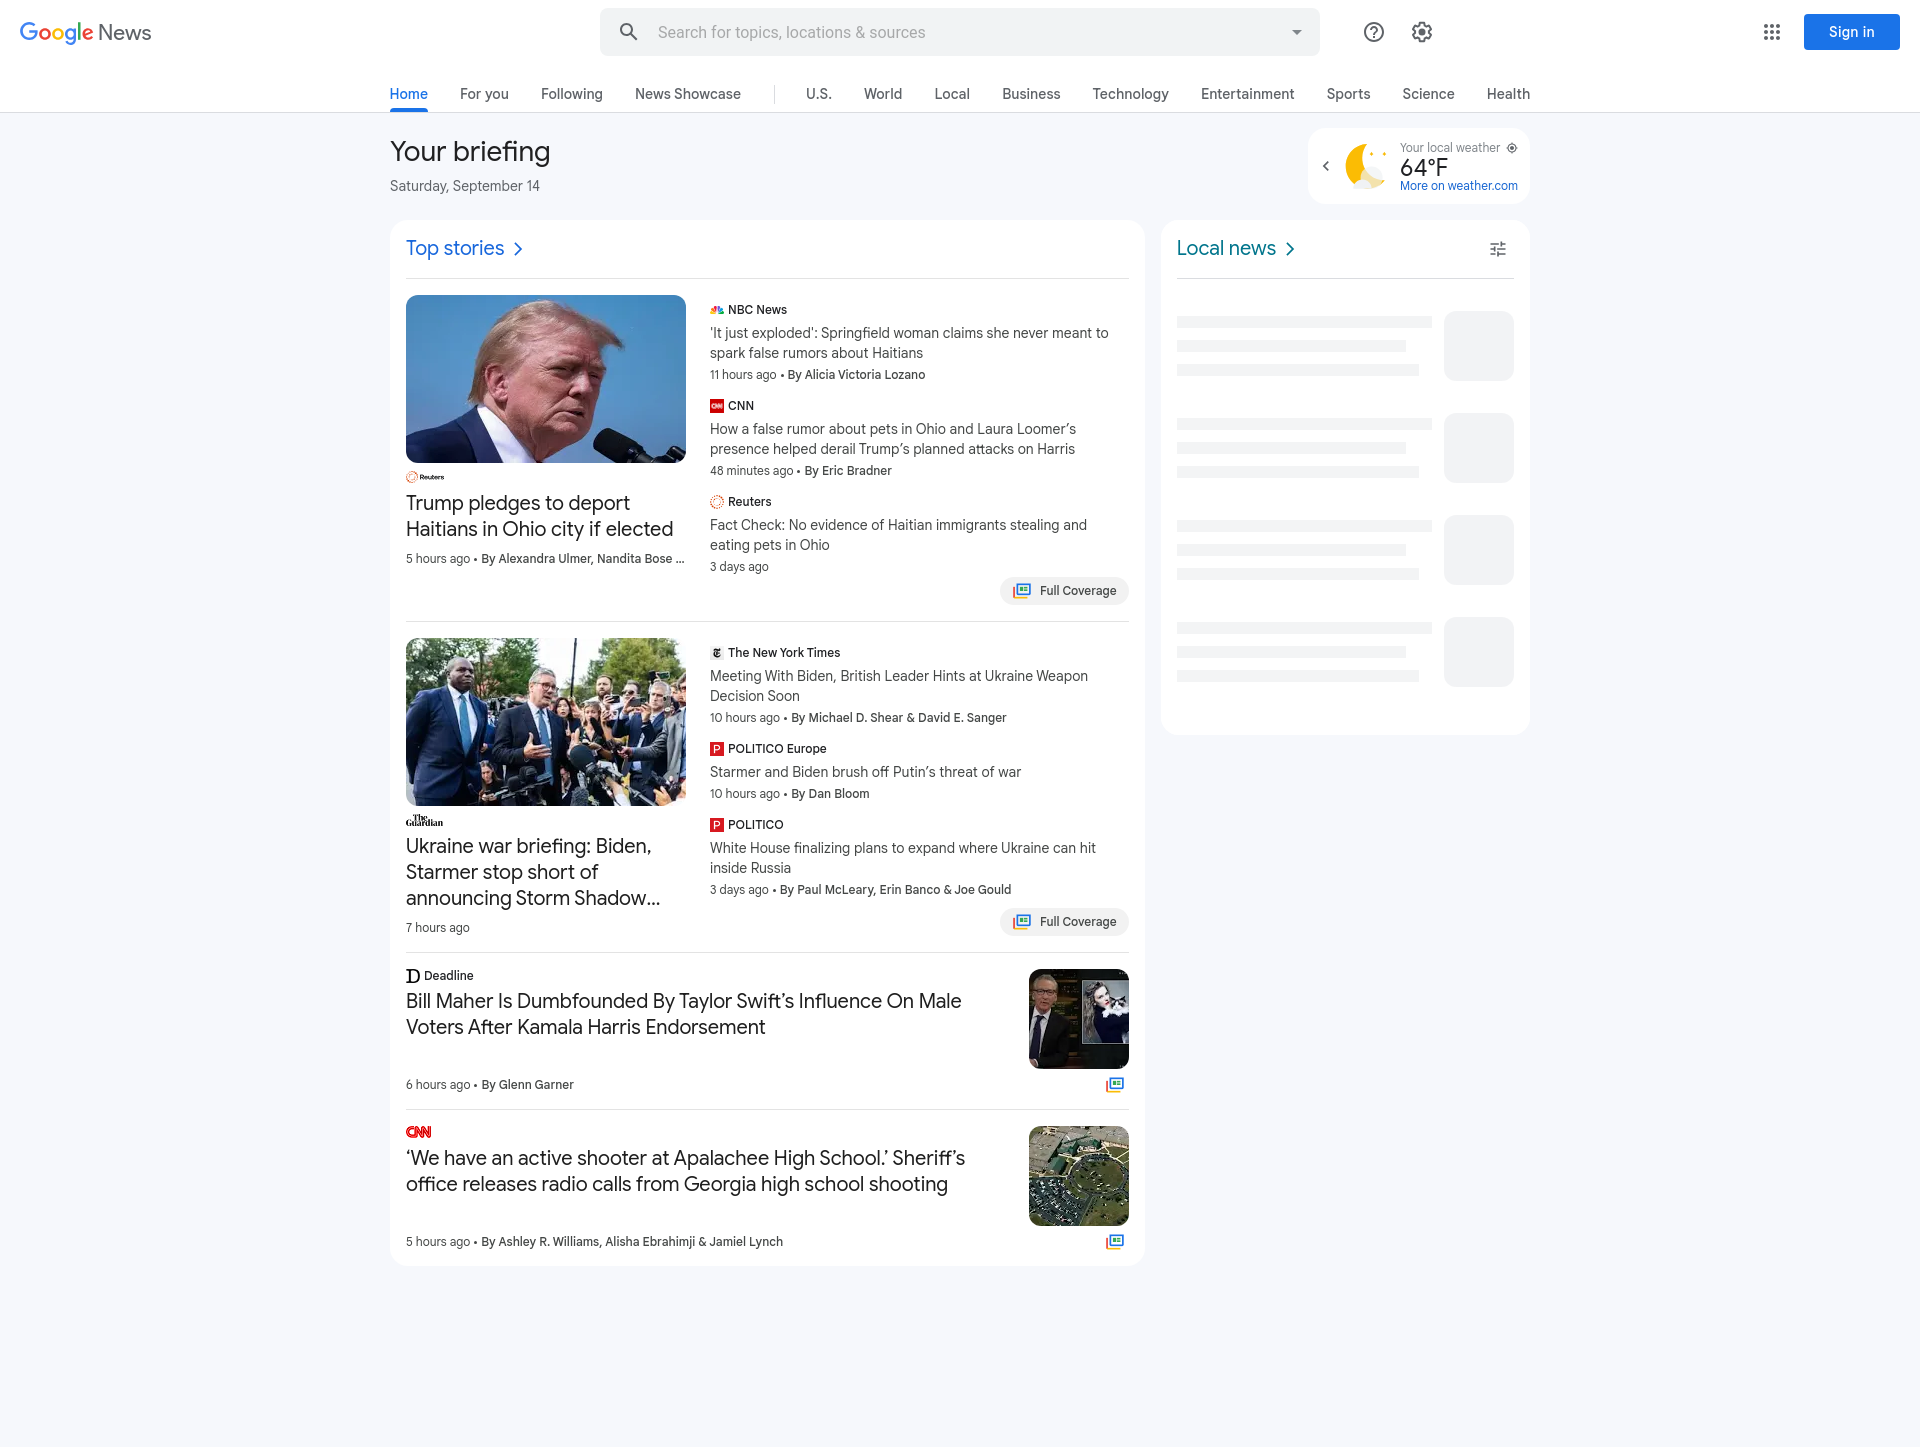 Google News
Search for topics, locations & sources
Sign in
Home
For you
Following
News Showcase
U.S.
World
Local
Business
Technology
Entertainment
Sports
Science
Health
Your briefing
Saturday, September 14
Your local weather
64°F
More on weather.com
Top stories
Reuters
Trump pledges to deport
Haitians in Ohio city if elected
5 hours ago • By Alexandra Ulmer, Nandita Bose ...
NBC News
'It just exploded': Springfield woman claims she never meant to
spark false rumors about Haitians
11 hours ago • By Alicia Victoria Lozano
CNN
How a false rumor about pets in Ohio and Laura Loomer’s
presence helped derail Trump’s planned attacks on Harris
48 minutes ago • By Eric Bradner
Reuters
Fact Check: No evidence of Haitian immigrants stealing and
eating pets in Ohio
3 days ago
Full Coverage
The
Guardian
Ukraine war briefing: Biden,
Starmer stop short of
announcing Storm Shadow...
7 hours ago
The New York Times
Meeting With Biden, British Leader Hints at Ukraine Weapon
Decision Soon
10 hours ago • By Michael D. Shear & David E. Sanger
P POLITICO Europe
Starmer and Biden brush off Putin’s threat of war
10 hours ago • By Dan Bloom
P POLITICO
White House finalizing plans to expand where Ukraine can hit
inside Russia
3 days ago • By Paul McLeary, Erin Banco & Joe Gould
Full Coverage
D Deadline
Bill Maher Is Dumbfounded By Taylor Swift’s Influence On Male
Voters After Kamala Harris Endorsement
6 hours ago • By Glenn Garner
CNN
‘We have an active shooter at Apalachee High School.’ Sheriff’s
office releases radio calls from Georgia high school shooting
5 hours ago • By Ashley R. Williams, Alisha Ebrahimji & Jamiel Lynch
Local news